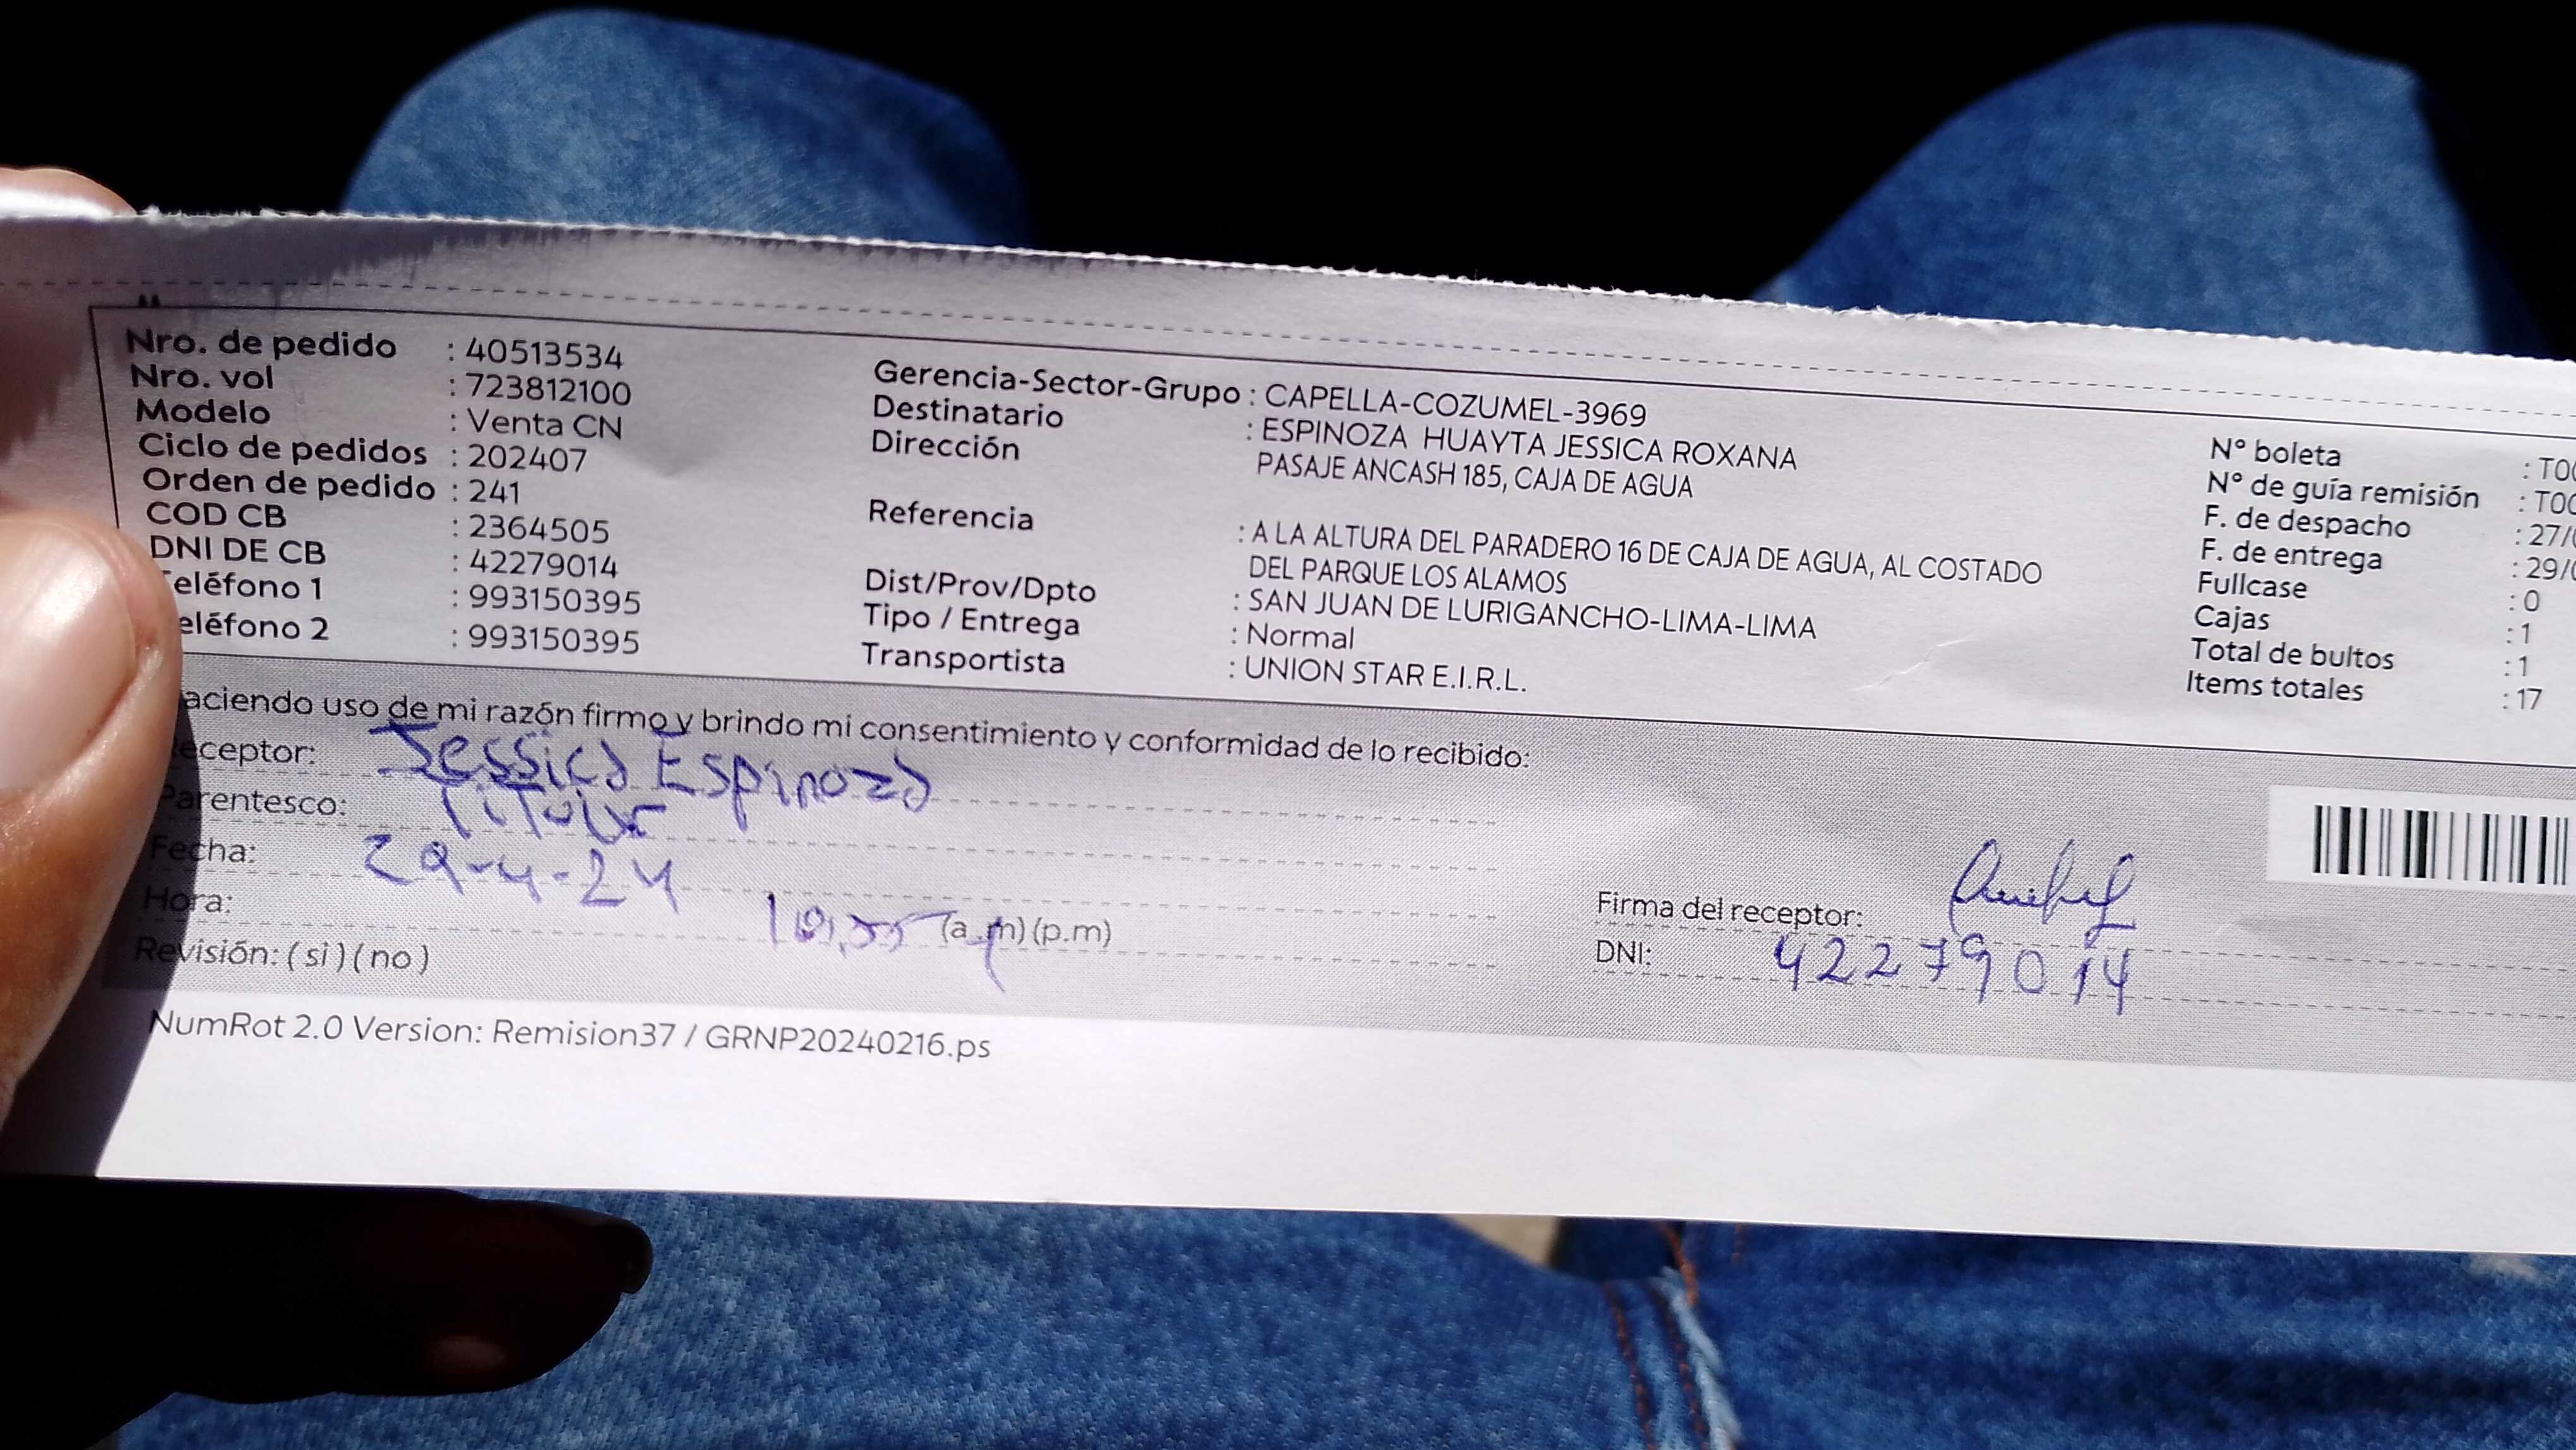 Nro. de pedido : 40513534
Nro. vol : 723812100
Modelo : Venta CN
Ciclo de pedidos : 202407
Orden de pedido : 241
COD CB : 2364505
DNI DE CB : 42279014
eléfono 1 : 993150395
eléfono 2 : 993150395
Gerencia-Sector-Grupo : CAPELLA-COZUMEL-3969
Destinatario : ESPINOZA HUAYTA JESSICA ROXANA
Dirección PASAJE ANCASH 185, CAJA DE AGUA
Referencia : A LA ALTURA DEL PARADERO 16 DE CAJA DE AGUA, AL COSTADO
DEL PARQUE LOS ALAMOS
Dist/Prov/Dpto : SAN JUAN DE LURIGANCHO-LIMA-LIMA
Tipo / Entrega : Normal
Transportista : UNION STAR E.I.R.L.
N° boleta : T00
N° de guía remisión : T00
F. de despacho : 27/0
F. de entrega : 29/0
Fullcase : 0
Cajas : 1
Total de bultos : 1
Items totales : 17
aciendo uso de mi razón firmo y brindo mi consentimiento y conformidad de lo recibido:
eceptor: Jessica Espinoza
Parentesco: Titular
Fecha: 29-4-24
Hora: (a.m) (p.m)
Revisión: ( si ) ( no )
Firma del receptor:
DNI: 42279014
NumRot 2.0 Version: Remision37 / GRNP20240216.ps